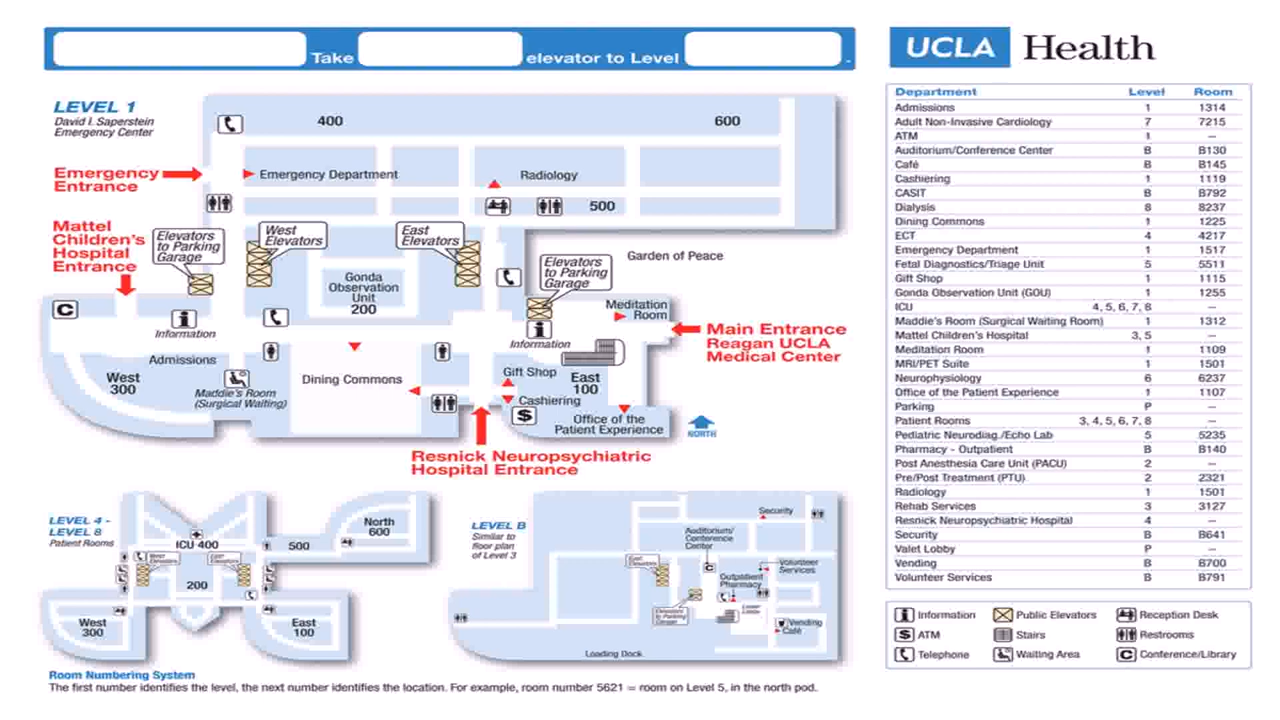 Take elevator to Level .
UCLA Health
LEVEL 1
David I. Saperstein
Emergency Center
400
600
Emergency
Entrance
Emergency Department
Radiology
500
Mattel
Children's
Hospital
Entrance
Elevators
to Parking
Garage
West
Elevators
East
Elevators
Gonda
Observation
Unit
200
Elevators
to Parking
Garage
Garden of Peace
Meditation
Room
C
Information
Information
Main Entrance
Reagan UCLA
Medical Center
Admissions
West
300
Maddie's Room
(Surgical Waiting)
Dining Commons
Gift Shop
East
100
Cashiering
$
Office of the
Patient Experience
NORTH
Resnick Neuropsychiatric
Hospital Entrance
LEVEL 4 -
LEVEL 8
Patient Rooms
ICU 400
North
600
500
West
Elevators
East
Elevators
200
West
300
East
100
LEVEL B
Similar to
floor plan
of Level 3
Security
Auditorium/
Conference
Center
East
Elevators
C
Volunteer
Services
Outpatient
Pharmacy
Elevators
to Parking
Garage
Vending
Café
Loading Dock
Room Numbering System
The first number identifies the level, the next number identifies the location. For example, room number 5621 = room on Level 5, in the north pod.
Department Level Room
Admissions 1 1314
Adult Non-Invasive Cardiology 7 7215
ATM 1 –
Auditorium/Conference Center B B130
Café B B145
Cashiering 1 1119
CASIT B B792
Dialysis 8 8237
Dining Commons 1 1225
ECT 4 4217
Emergency Department 1 1517
Fetal Diagnostics/Triage Unit 5 5511
Gift Shop 1 1115
Gonda Observation Unit (GOU) 1 1255
ICU 4, 5, 6, 7, 8 –
Maddie's Room (Surgical Waiting Room) 1 1312
Mattel Children's Hospital 3, 5 –
Meditation Room 1 1109
MRI/PET Suite 1 1501
Neurophysiology 6 6237
Office of the Patient Experience 1 1107
Parking P –
Patient Rooms 3, 4, 5, 6, 7, 8 –
Pediatric Neurodiag./Echo Lab 5 5235
Pharmacy - Outpatient B B140
Post Anesthesia Care Unit (PACU) 2 –
Pre/Post Treatment (PTU) 2 2321
Radiology 1 1501
Rehab Services 3 3127
Resnick Neuropsychiatric Hospital 4 –
Security B B641
Valet Lobby P –
Vending B B700
Volunteer Services B B791
i Information
Public Elevators
Reception Desk
$ ATM
Stairs
Restrooms
Telephone
Waiting Area
C Conference/Library